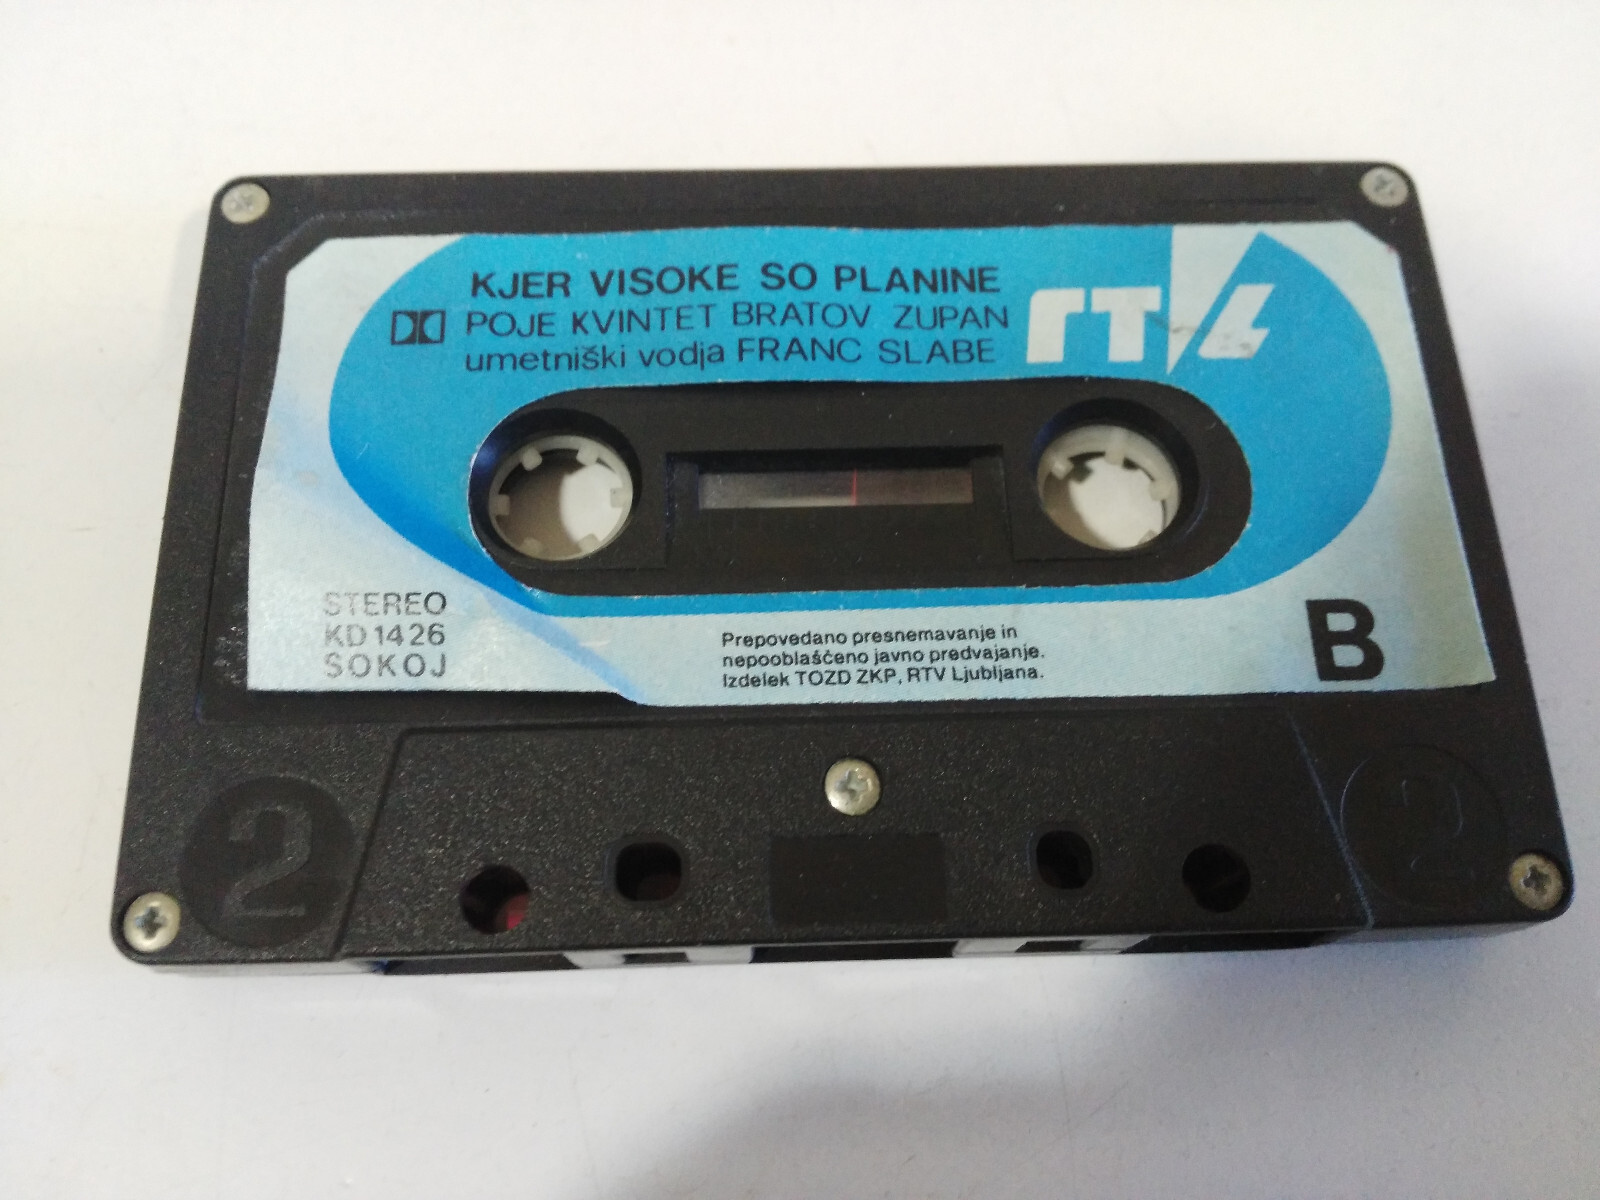 KJER VISOKE SO PLANINE
POJE KVINTET BRATOV ZUPAN
umetniški vodja FRANC SLABE
rtv L
STEREO
KD 1426
SOKOJ
Prepovedano presnemavanje in
nepooblaščeno javno predvajanje.
Izdelek TOZD ZKP, RTV Ljubljana.
B
2
2